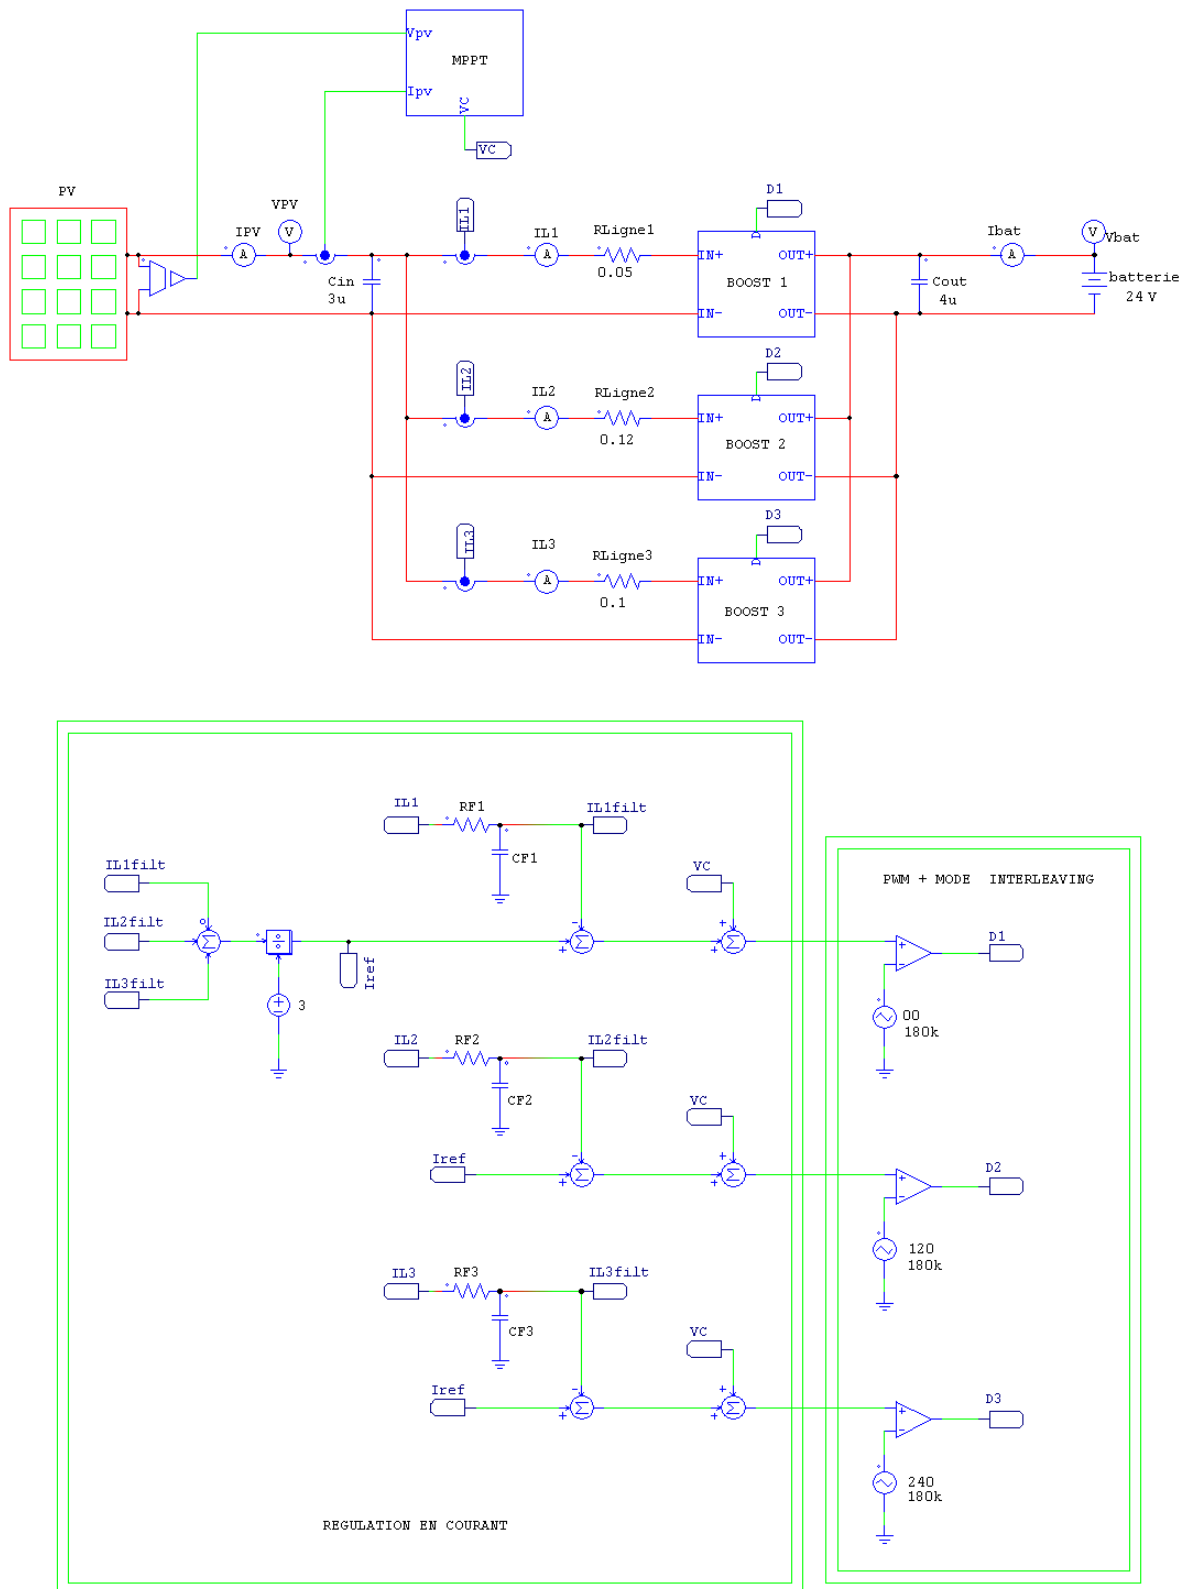 Vpv
MPPT
Ipv
VC
VC
PV
VPV
IPV
V
A
Cin
3u
IL1
IL1
A
RLigne1
0.05
D1
IN+
OUT+
BOOST 1
IN-
OUT-
Ibat
A
V
Vbat
Cout
4u
batterie
24 V
IL2
IL2
A
RLigne2
0.12
D2
IN+
OUT+
BOOST 2
IN-
OUT-
IL3
IL3
A
RLigne3
0.1
D3
IN+
OUT+
BOOST 3
IN-
OUT-
IL1
RF1
IL1filt
CF1
IL1filt
IL2filt
IL3filt
Σ
÷
3
Iref
-
+
Σ
VC
+
+
Σ
PWM + MODE INTERLEAVING
+
-
D1
00
180k
IL2
RF2
IL2filt
CF2
Iref
-
+
Σ
VC
+
+
Σ
+
-
D2
120
180k
IL3
RF3
IL3filt
CF3
Iref
-
+
Σ
VC
+
+
Σ
+
-
D3
240
180k
REGULATION EN COURANT